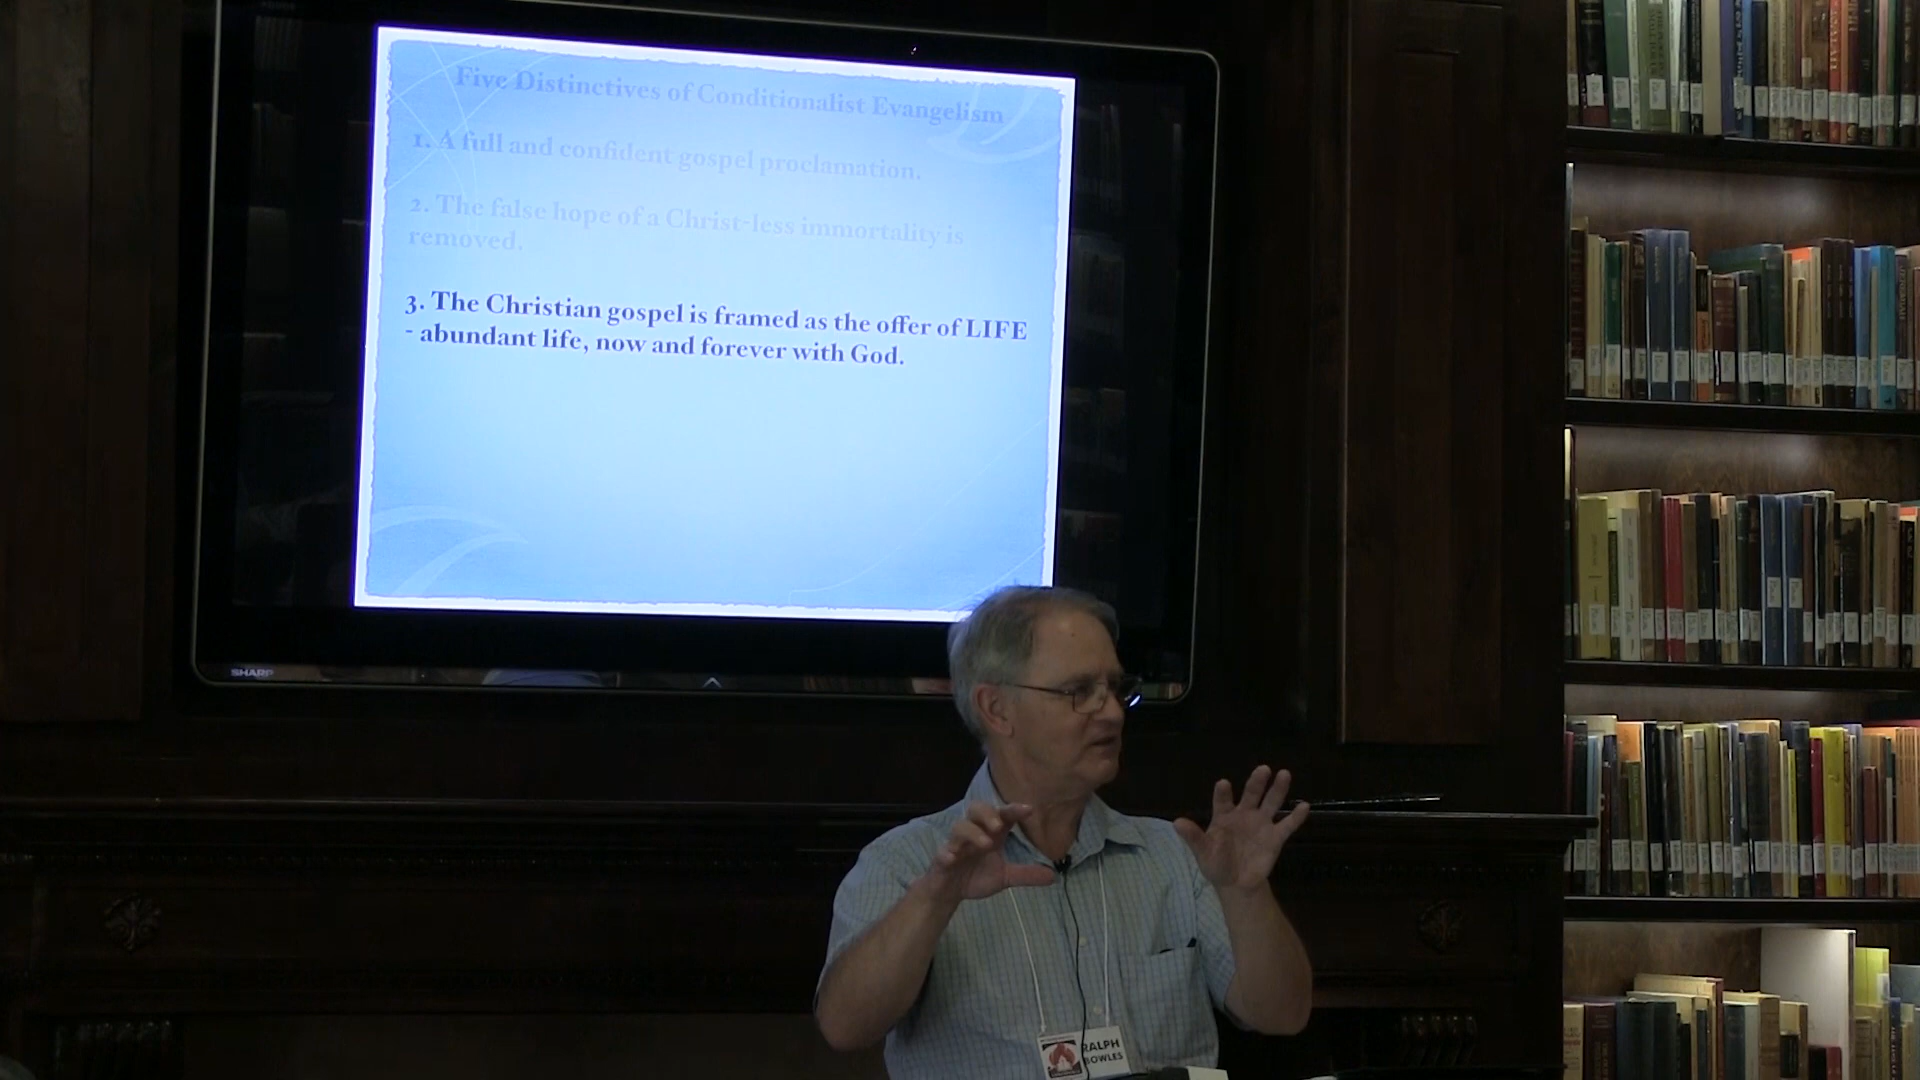 Five Distinctives of Conditionalist Evangelism
1. A full and confident gospel proclamation.
2. The false hope of a Christ-less immortality is
removed.
3. The Christian gospel is framed as the offer of LIFE
- abundant life, now and forever with God.
SHARP
RALPH
BOWLES